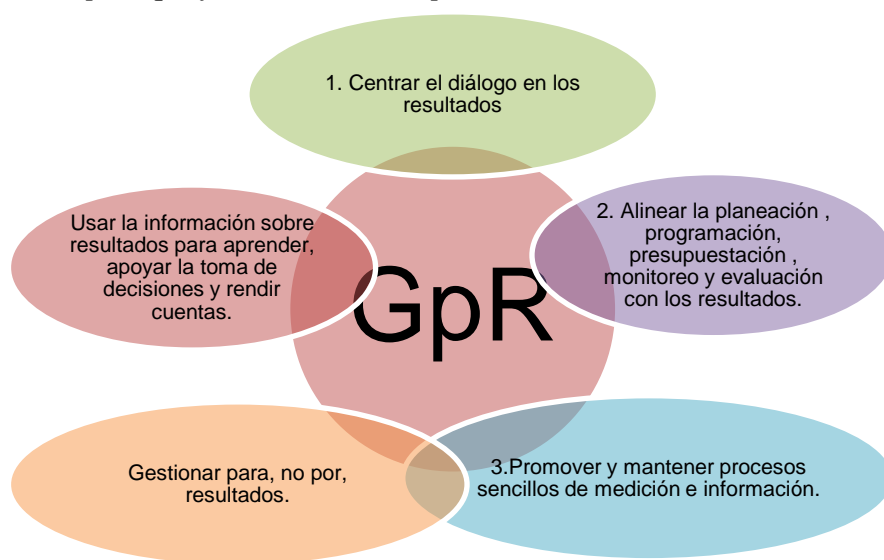 1. Centrar el diálogo en los
resultados
2. Alinear la planeación ,
programación,
presupuestación ,
monitoreo y evaluación
con los resultados.
3.Promover y mantener procesos
sencillos de medición e información.
Gestionar para, no por,
resultados.
Usar la información sobre
resultados para aprender,
apoyar la toma de
decisiones y rendir
cuentas.
GpR